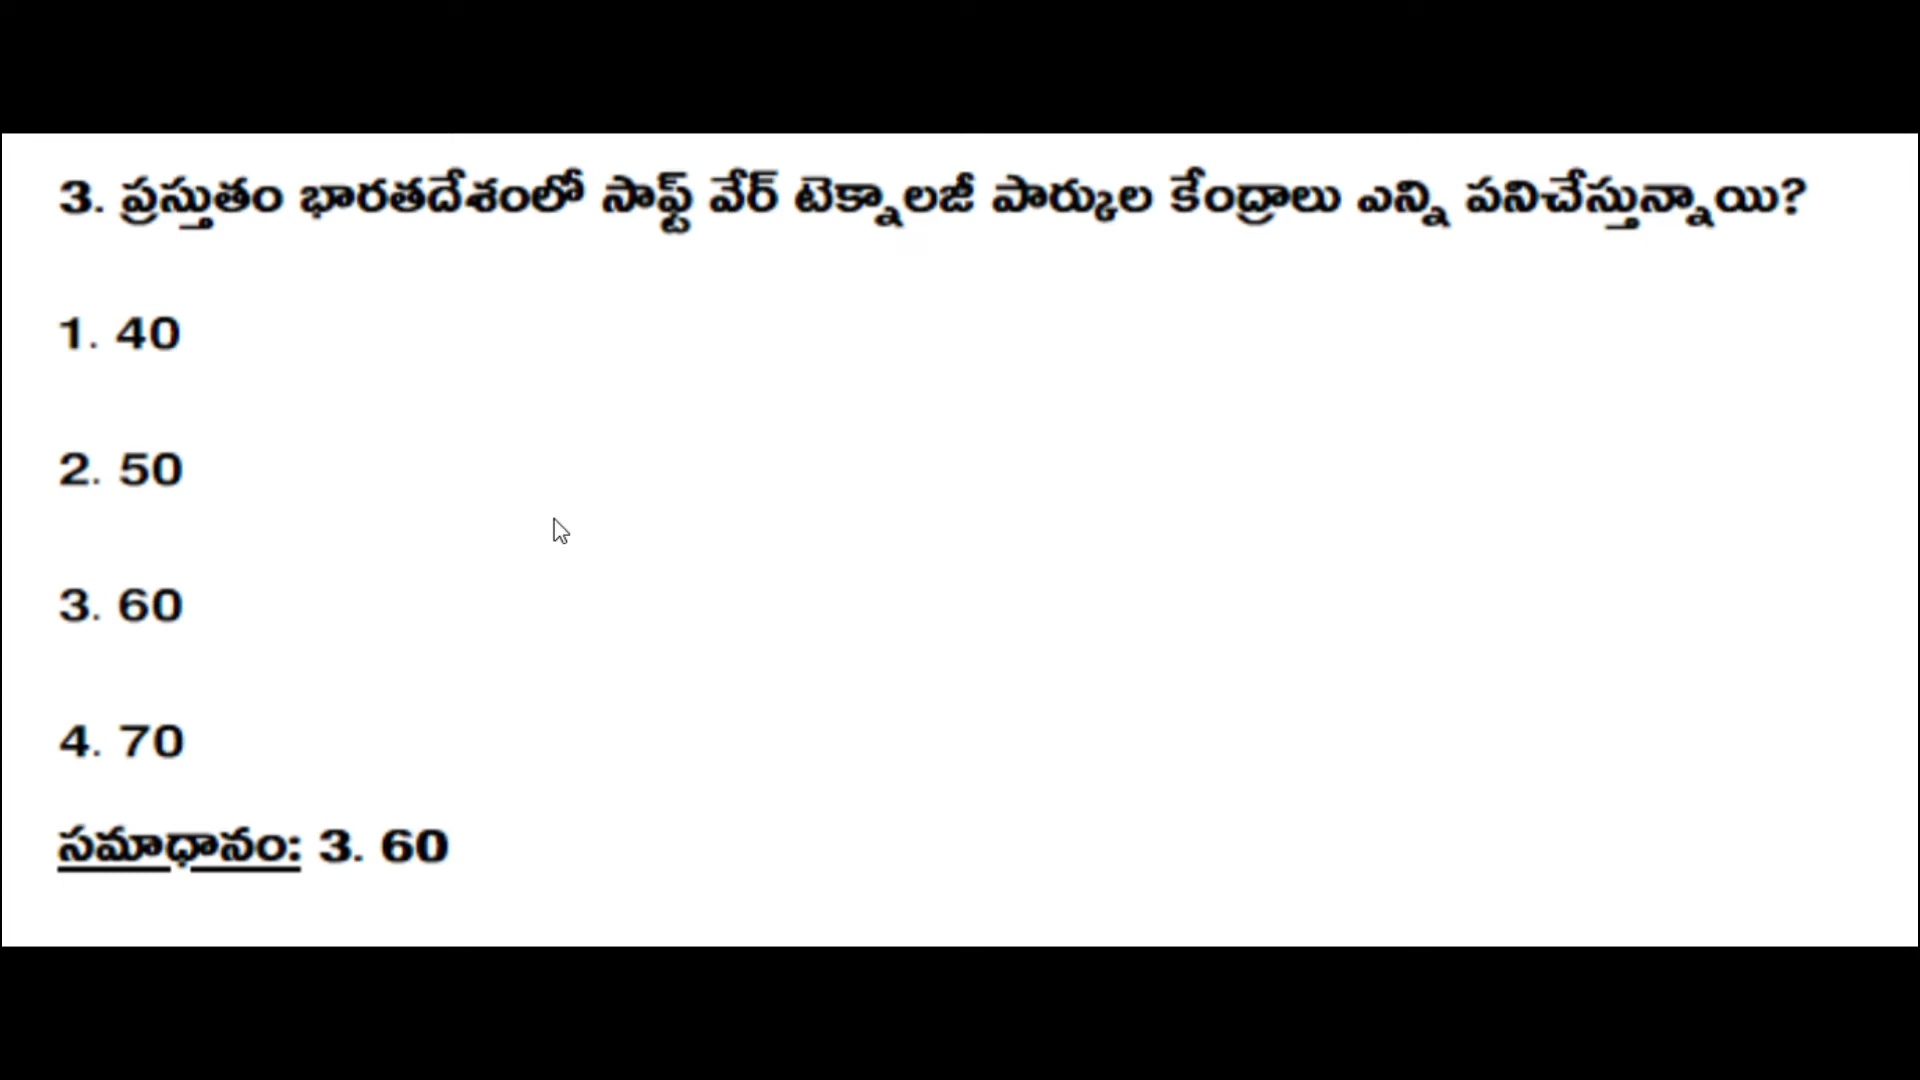 3. ప్రస్తుతం భారతదేశంలో సాఫ్ట్ వేర్ టెక్నాలజీ పార్కుల కేంద్రాలు ఎన్ని పనిచేస్తున్నాయి?
1. 40
2. 50
3. 60
4. 70
సమాధానం: 3. 60